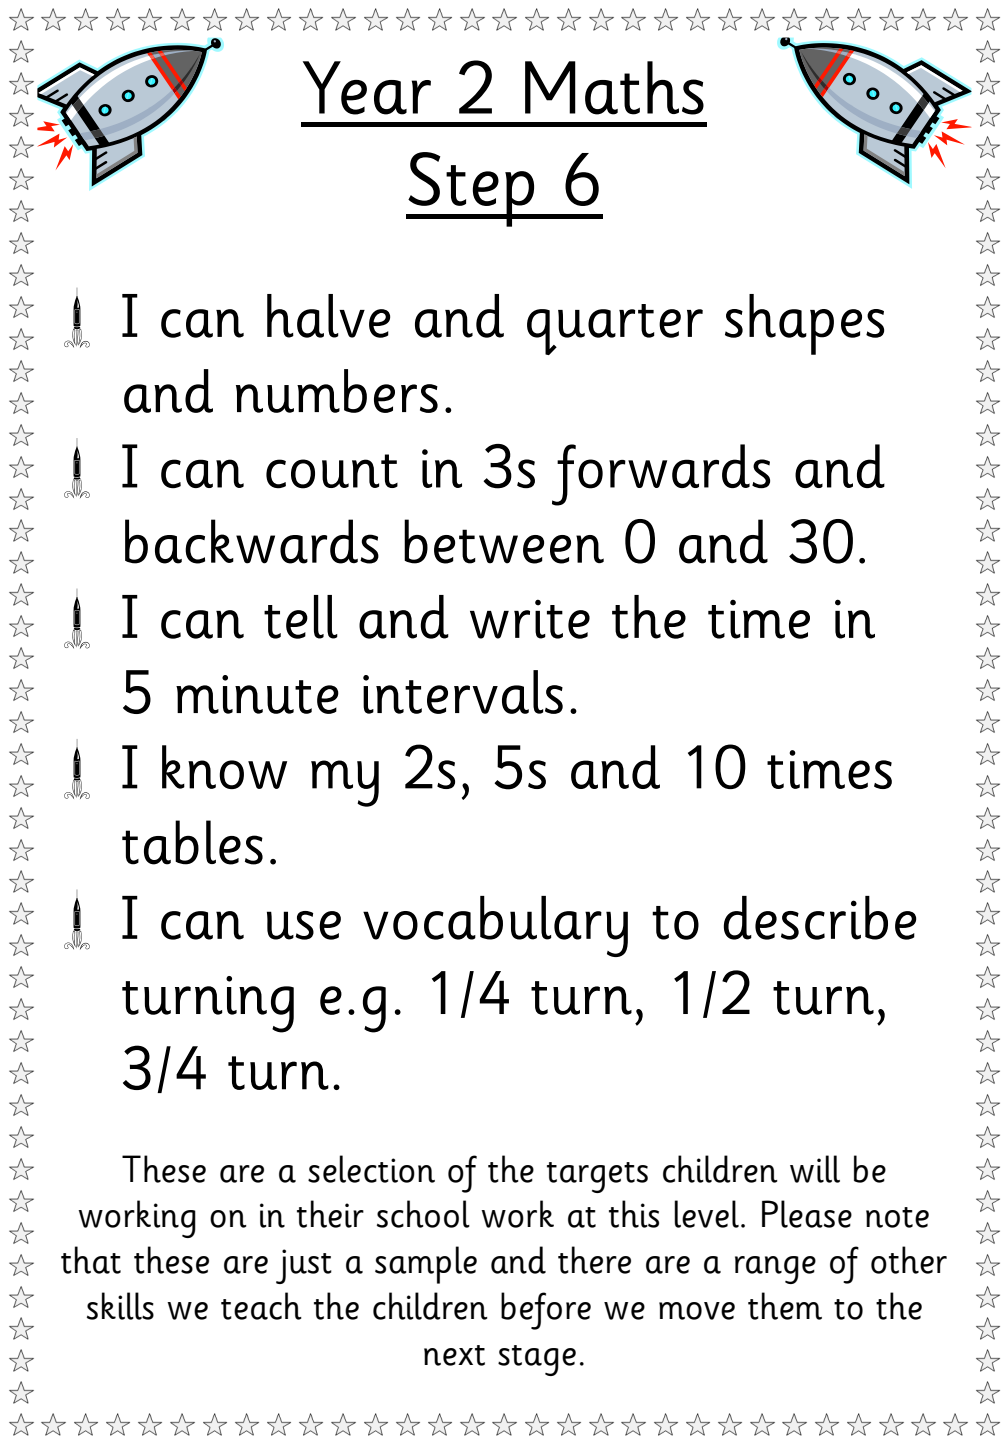 Year 2 Maths
Step 6
I can halve and quarter shapes
and numbers.
I can count in 3s forwards and
backwards between 0 and 30.
I can tell and write the time in
5 minute intervals.
I know my 2s, 5s and 10 times
tables.
I can use vocabulary to describe
turning e.g. 1/4 turn, 1/2 turn,
3/4 turn.
These are a selection of the targets children will be
working on in their school work at this level. Please note
that these are just a sample and there are a range of other
skills we teach the children before we move them to the
next stage.